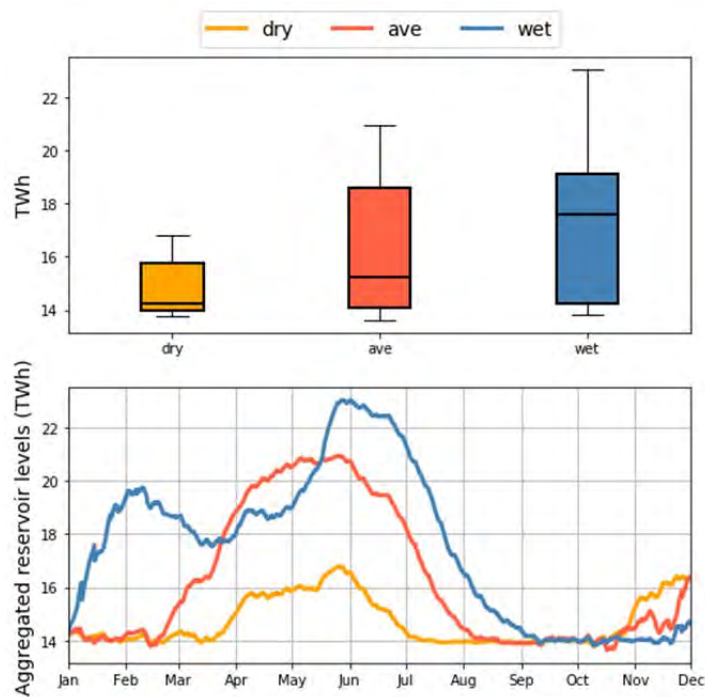 dry ave wet
TWh
22
20
18
16
14
dry ave wet
Aggregated reservoir levels (TWh)
22
20
18
16
14
Jan Feb Mar Apr May Jun Jul Aug Sep Oct Nov Dec